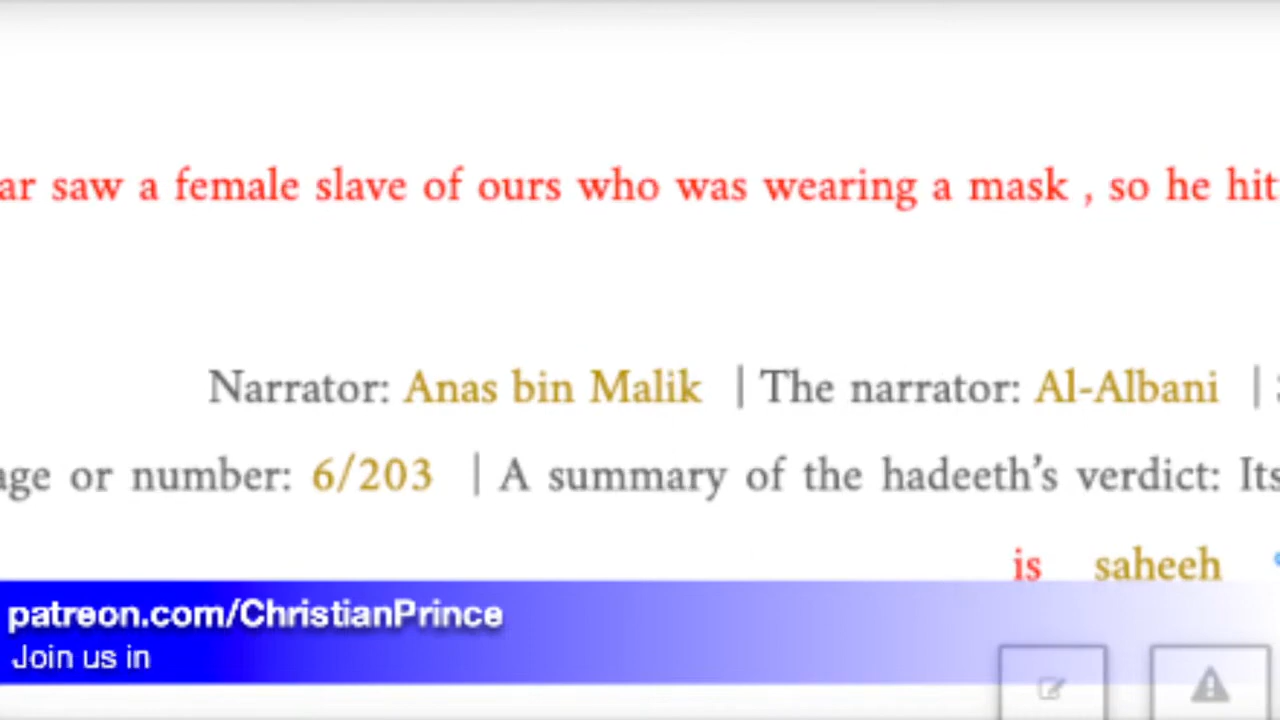 ar saw a female slave of ours who was wearing a mask , so he hit
Narrator: Anas bin Malik | The narrator: Al-Albani |
age or number: 6/203 | A summary of the hadeeth's verdict: Its
is saheeh
patreon.com/ChristianPrince
Join us in